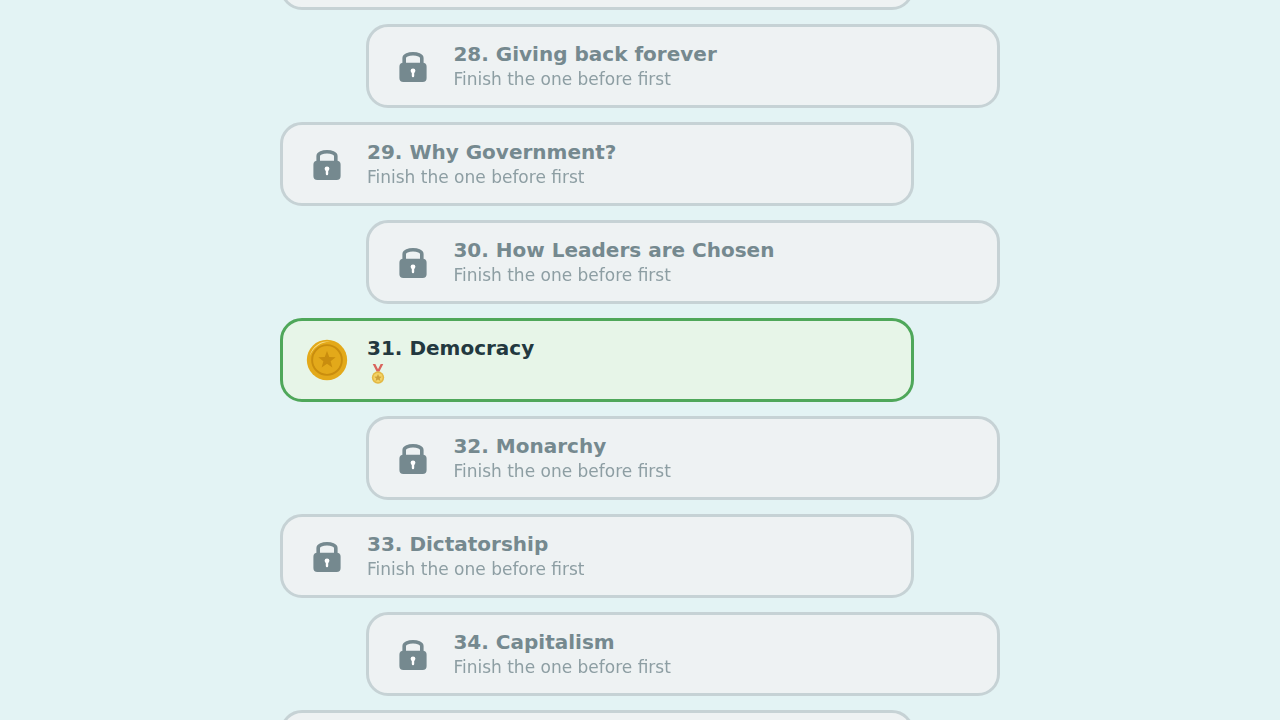 28. Giving back forever
Finish the one before first
29. Why Government?
Finish the one before first
30. How Leaders are Chosen
Finish the one before first
31. Democracy
32. Monarchy
Finish the one before first
33. Dictatorship
Finish the one before first
34. Capitalism
Finish the one before first